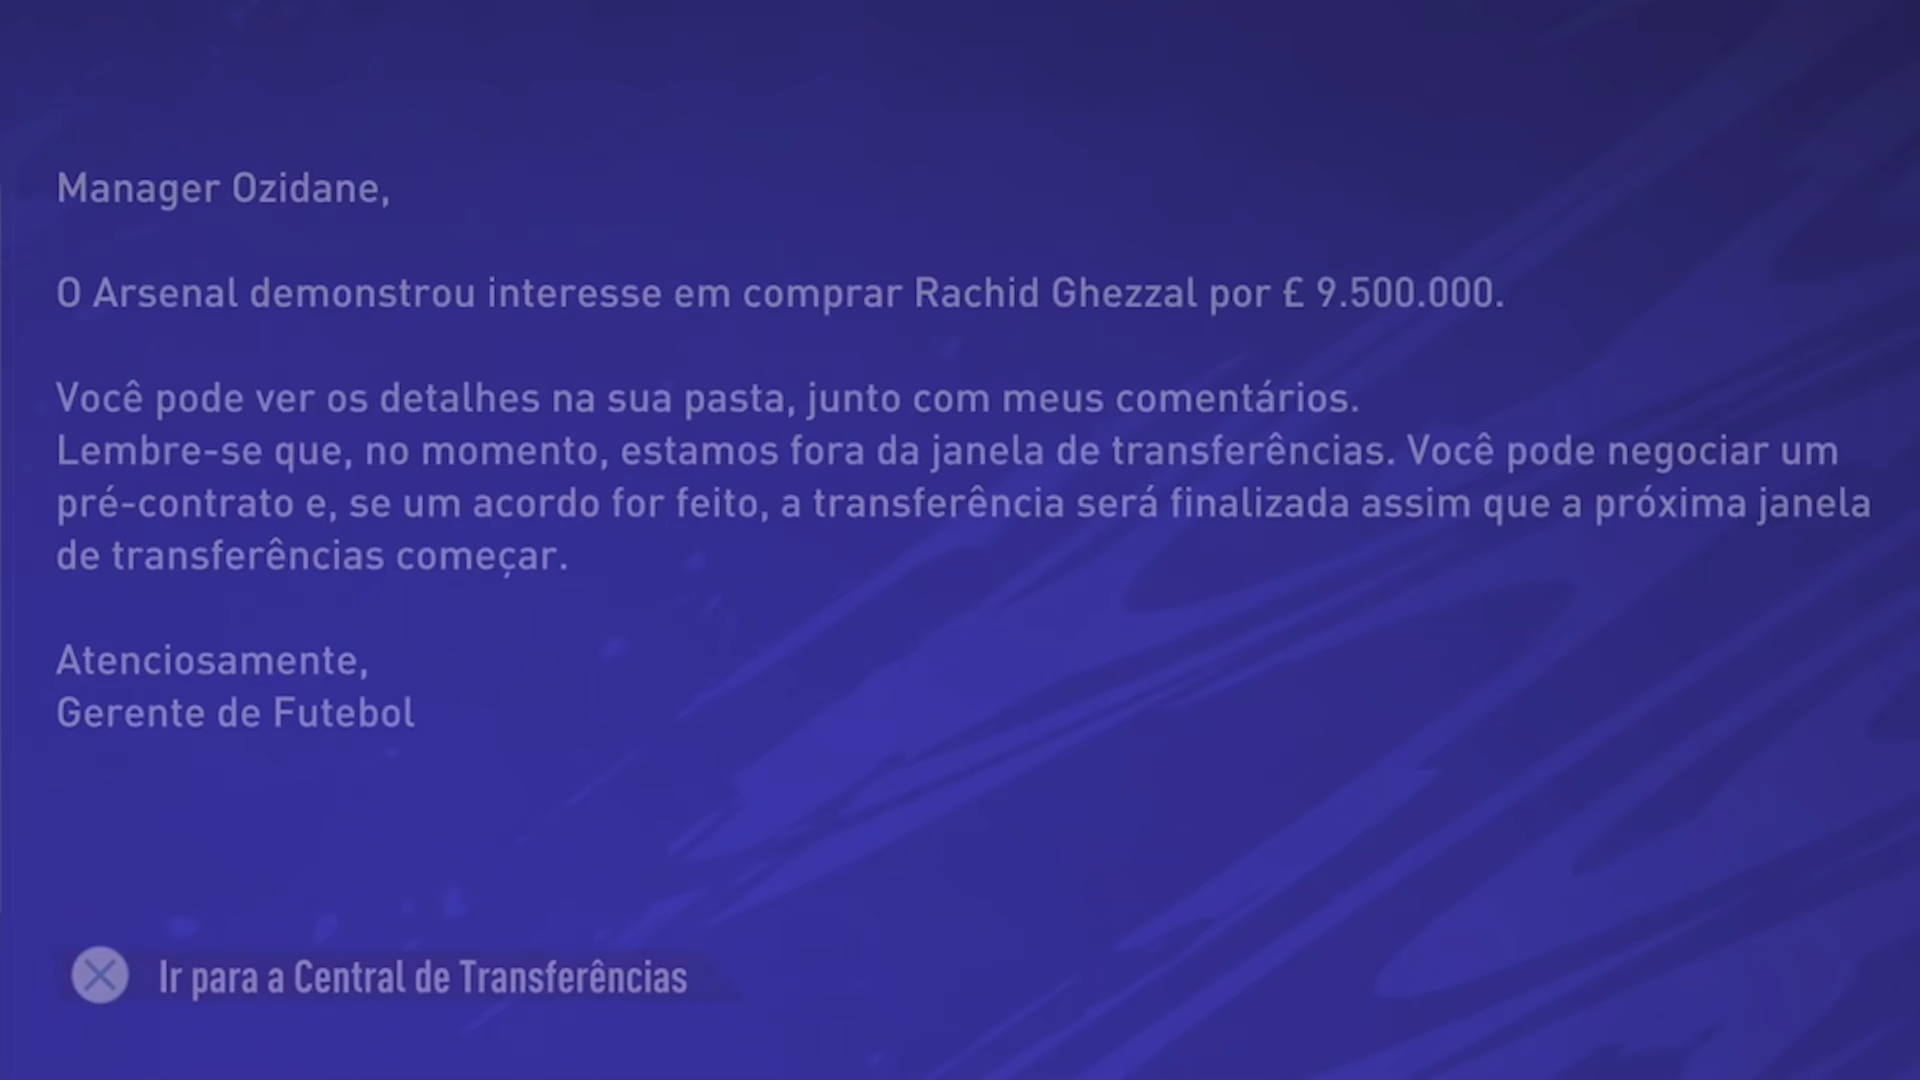 Manager Ozidane,
O Arsenal demonstrou interesse em comprar Rachid Ghezzal por £ 9.500.000.
Você pode ver os detalhes na sua pasta, junto com meus comentários.
Lembre-se que, no momento, estamos fora da janela de transferências. Você pode negociar um
pré-contrato e, se um acordo for feito, a transferência será finalizada assim que a próxima janela
de transferências começar.
Atenciosamente,
Gerente de Futebol
Ir para a Central de Transferências